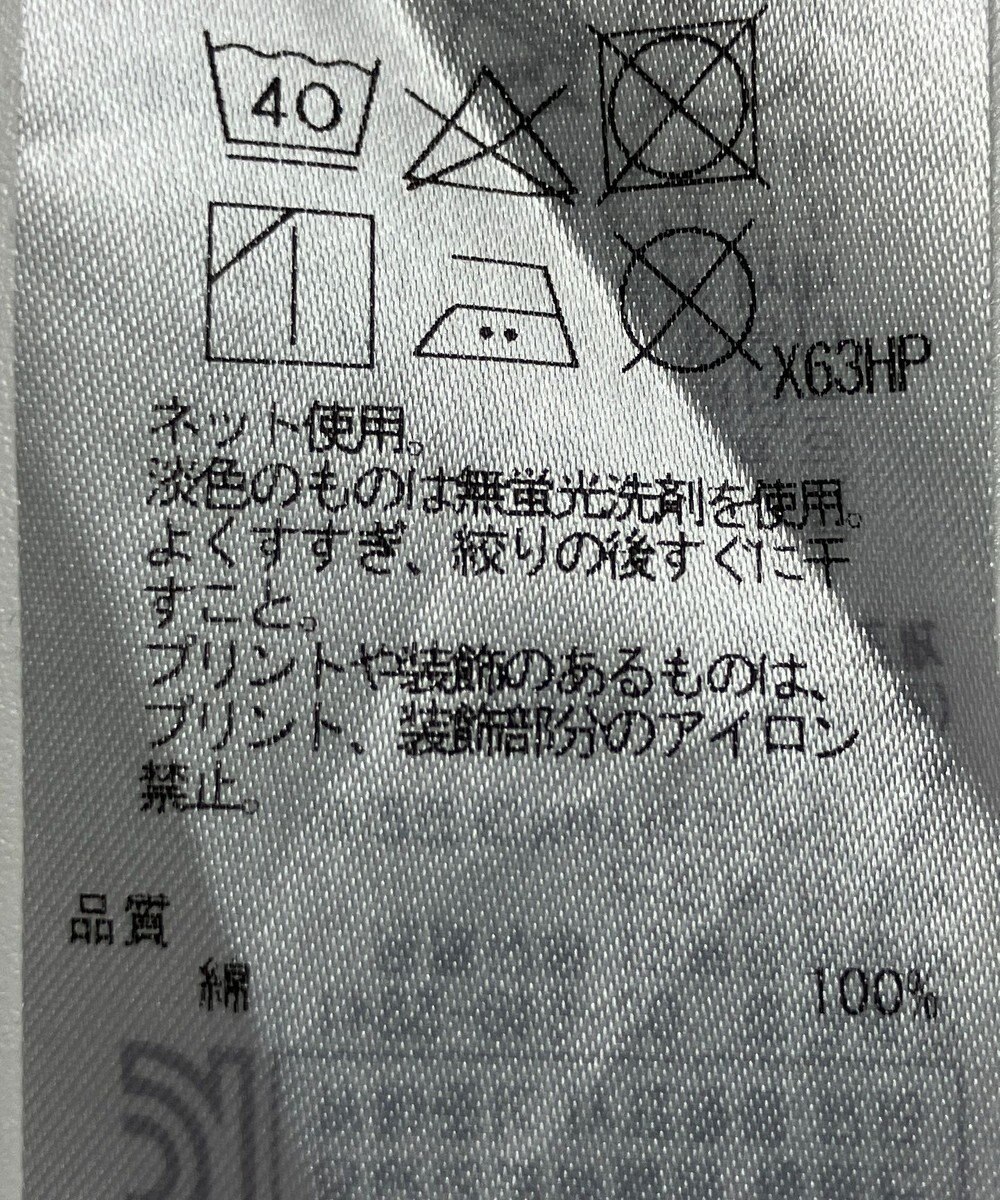 40
X63HP
ネット使用。
淡色のものは無蛍光洗剤を使用。
よくすすぎ、絞りの後すぐに干
すこと。
プリントや装飾のあるものは、
プリント、装飾部分のアイロン
禁止。
品質
綿 100%